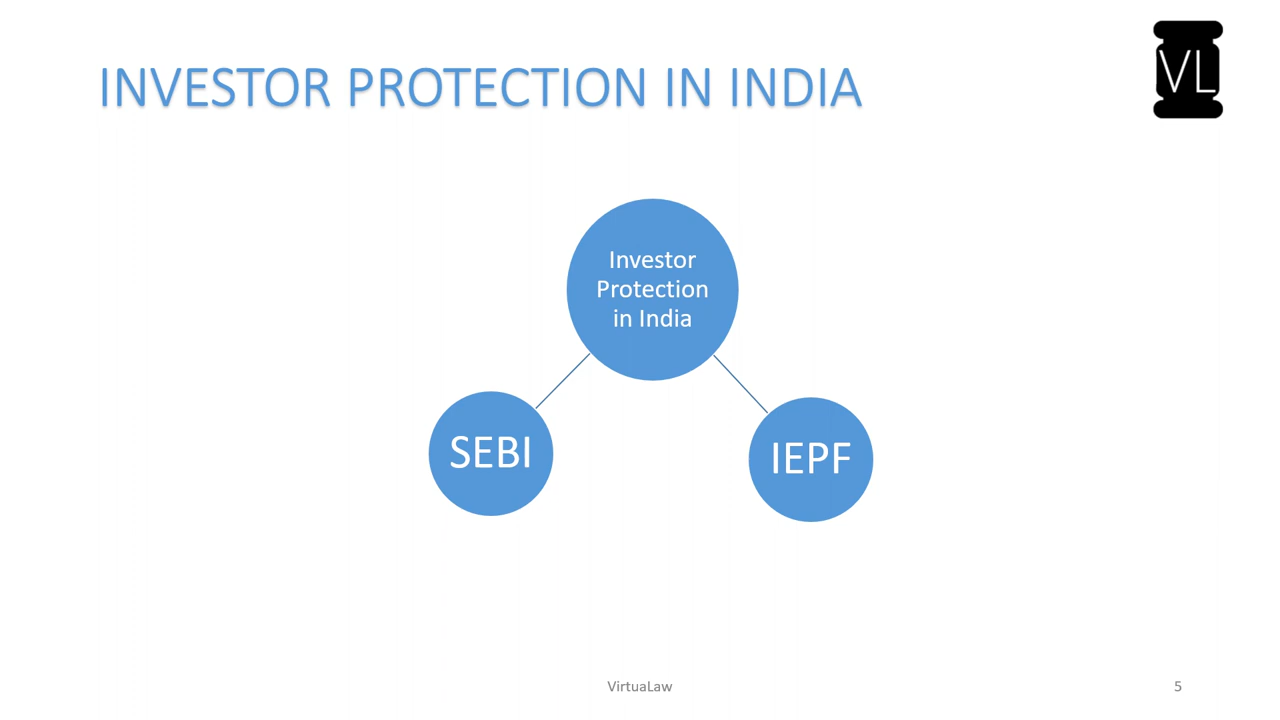 INVESTOR PROTECTION IN INDIA
VL
Investor
Protection
in India
SEBI
IEPF
VirtuaLaw
5